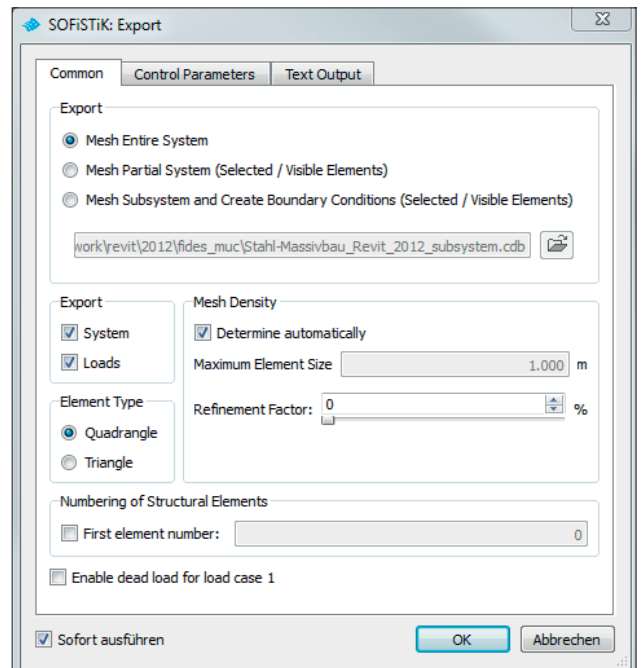 SOFiSTiK: Export
Common Control Parameters Text Output
Export
Mesh Entire System
Mesh Partial System (Selected / Visible Elements)
Mesh Subsystem and Create Boundary Conditions (Selected / Visible Elements)
work\revit\2012\fides_muc\Stahl-Massivbau_Revit_2012_subsystem.cdb
Export
System
Loads
Mesh Density
Determine automatically
Maximum Element Size 1.000 m
Refinement Factor: 0 %
Element Type
Quadrangle
Triangle
Numbering of Structural Elements
First element number: 0
Enable dead load for load case 1
Sofort ausführen OK Abbrechen